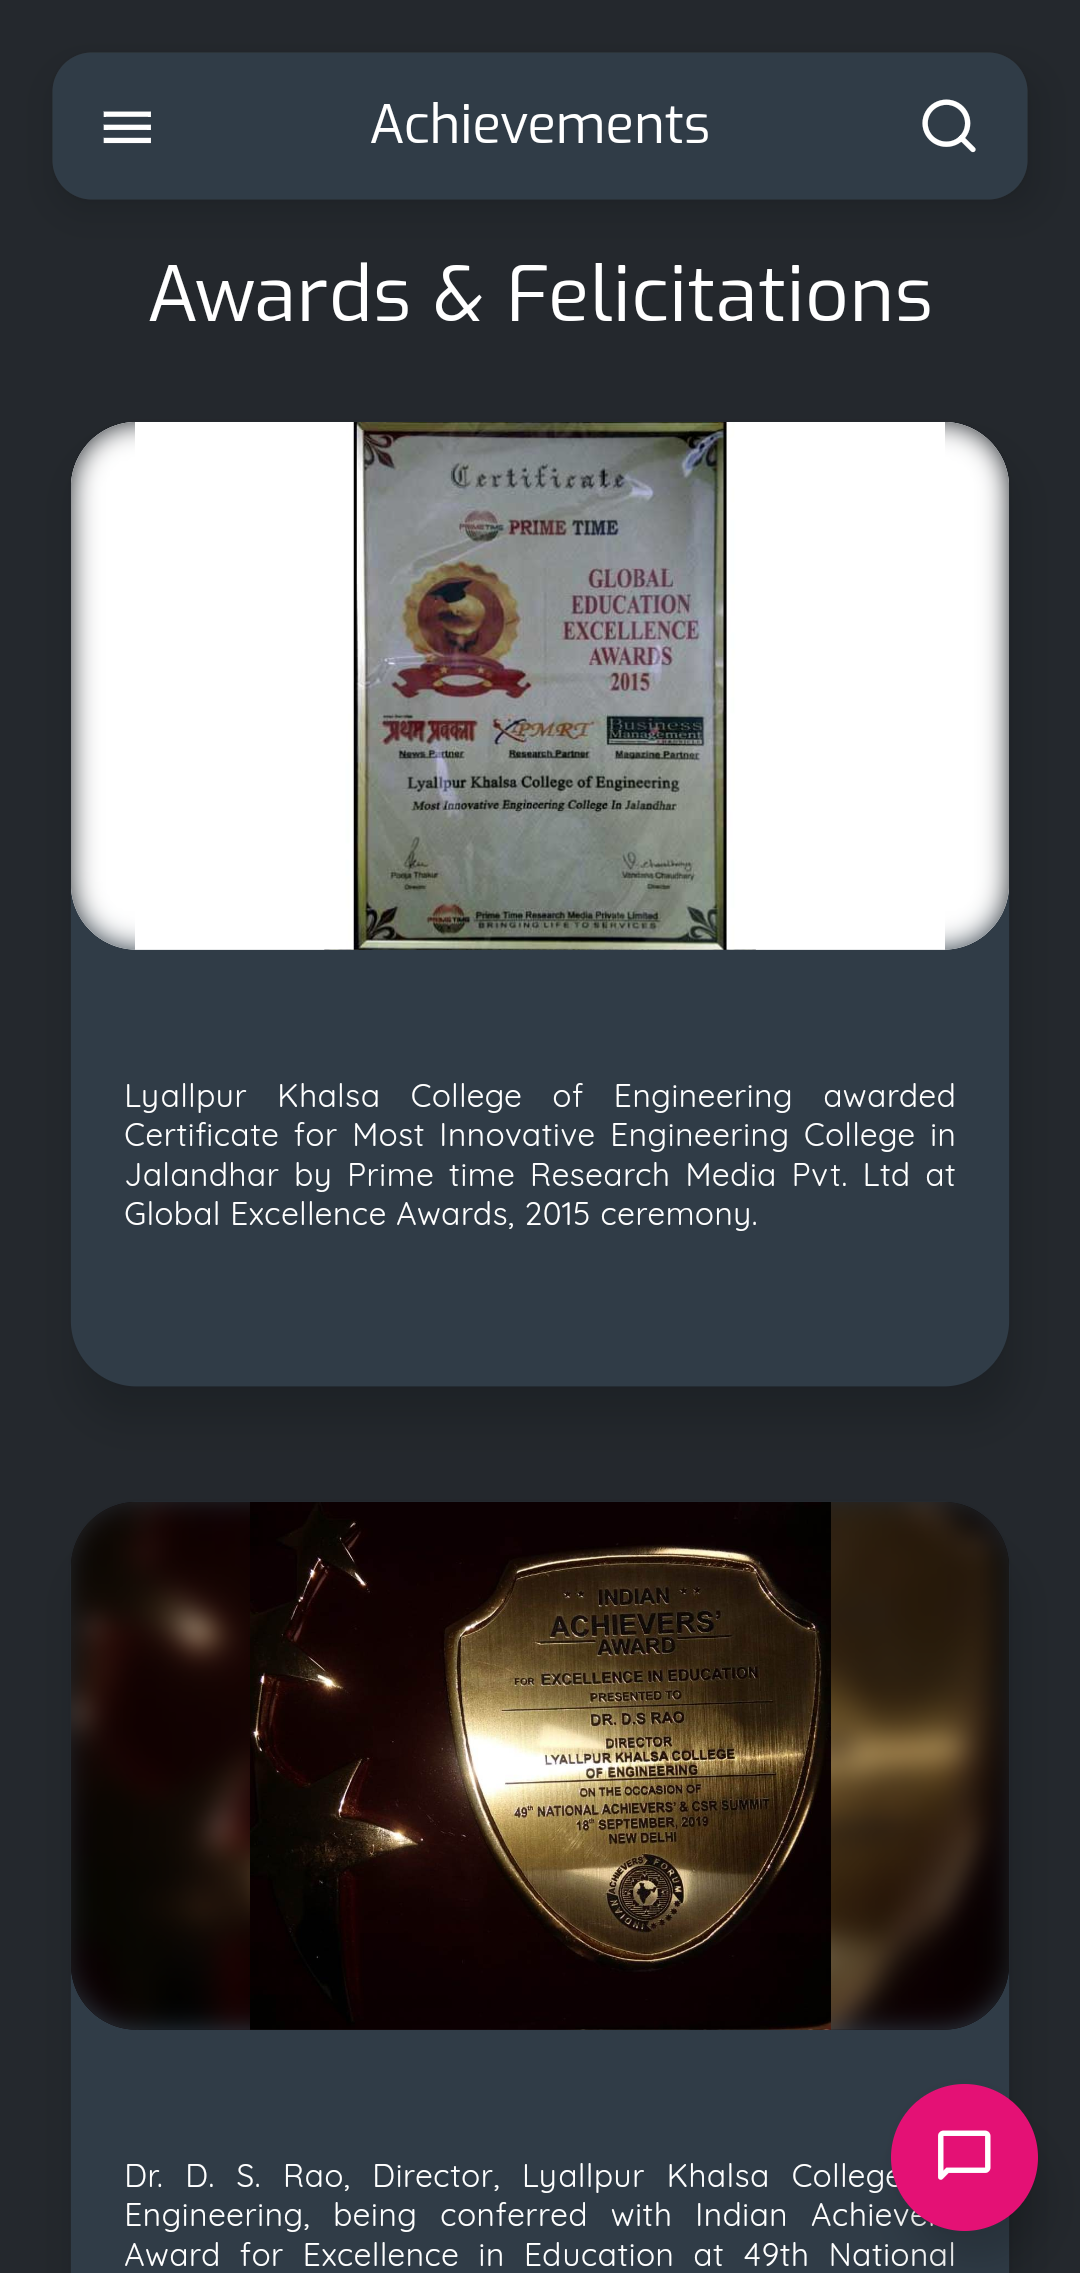 Achievements
Awards & Felicitations
Certificate
PRIME TIME PRIME TIME
GLOBAL
EDUCATION
EXCELLENCE
AWARDS
2015
प्रथम प्रवक्ता XPMRT Business
Management
News Partner Research Partner Magazine Partner
Lyallpur Khalsa College of Engineering
Most Innovative Engineering College In Jalandhar
Pooja Thakur Vandana Chaudhary
Director Director
PRIME TIME Prime Time Research Media Private Limited
BRINGING LIFE TO SERVICES
Lyallpur Khalsa College of Engineering awarded
Certificate for Most Innovative Engineering College in
Jalandhar by Prime time Research Media Pvt. Ltd at
Global Excellence Awards, 2015 ceremony.
INDIAN
ACHIEVERS'
AWARD
FOR EXCELLENCE IN EDUCATION
PRESENTED TO
DR. D.S RAO
DIRECTOR
LYALLPUR KHALSA COLLEGE
OF ENGINEERING
ON THE OCCASION OF
49th NATIONAL ACHIEVERS' & CSR SUMMIT
18th SEPTEMBER, 2019
NEW DELHI
INDIAN ACHIEVERS' FORUM
Dr. D. S. Rao, Director, Lyallpur Khalsa College
Engineering, being conferred with Indian Achiever
Award for Excellence in Education at 49th National